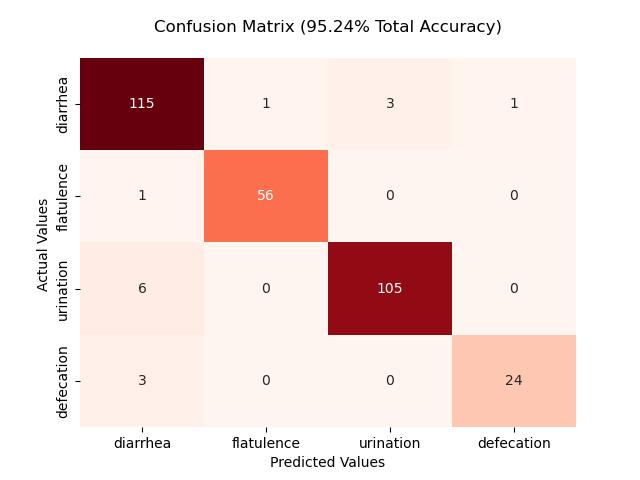 Confusion Matrix (95.24% Total Accuracy)
Actual Values
diarrhea 115 1 3 1
flatulence 1 56 0 0
urination 6 0 105 0
defecation 3 0 0 24
diarrhea flatulence urination defecation
Predicted Values